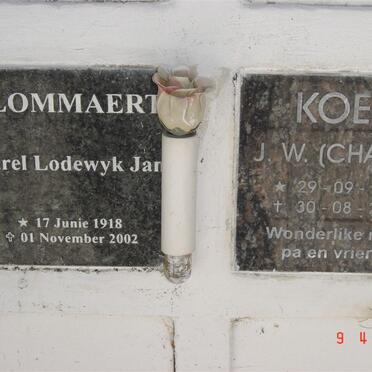 LOMMAERT
rel Lodewyk Jan
★ 17 Junie 1918
✞ 01 November 2002
KOE
J. W. (CHA
★ 29-09-
✝ 30-08-
Wonderlike
pa en vrien
9 4